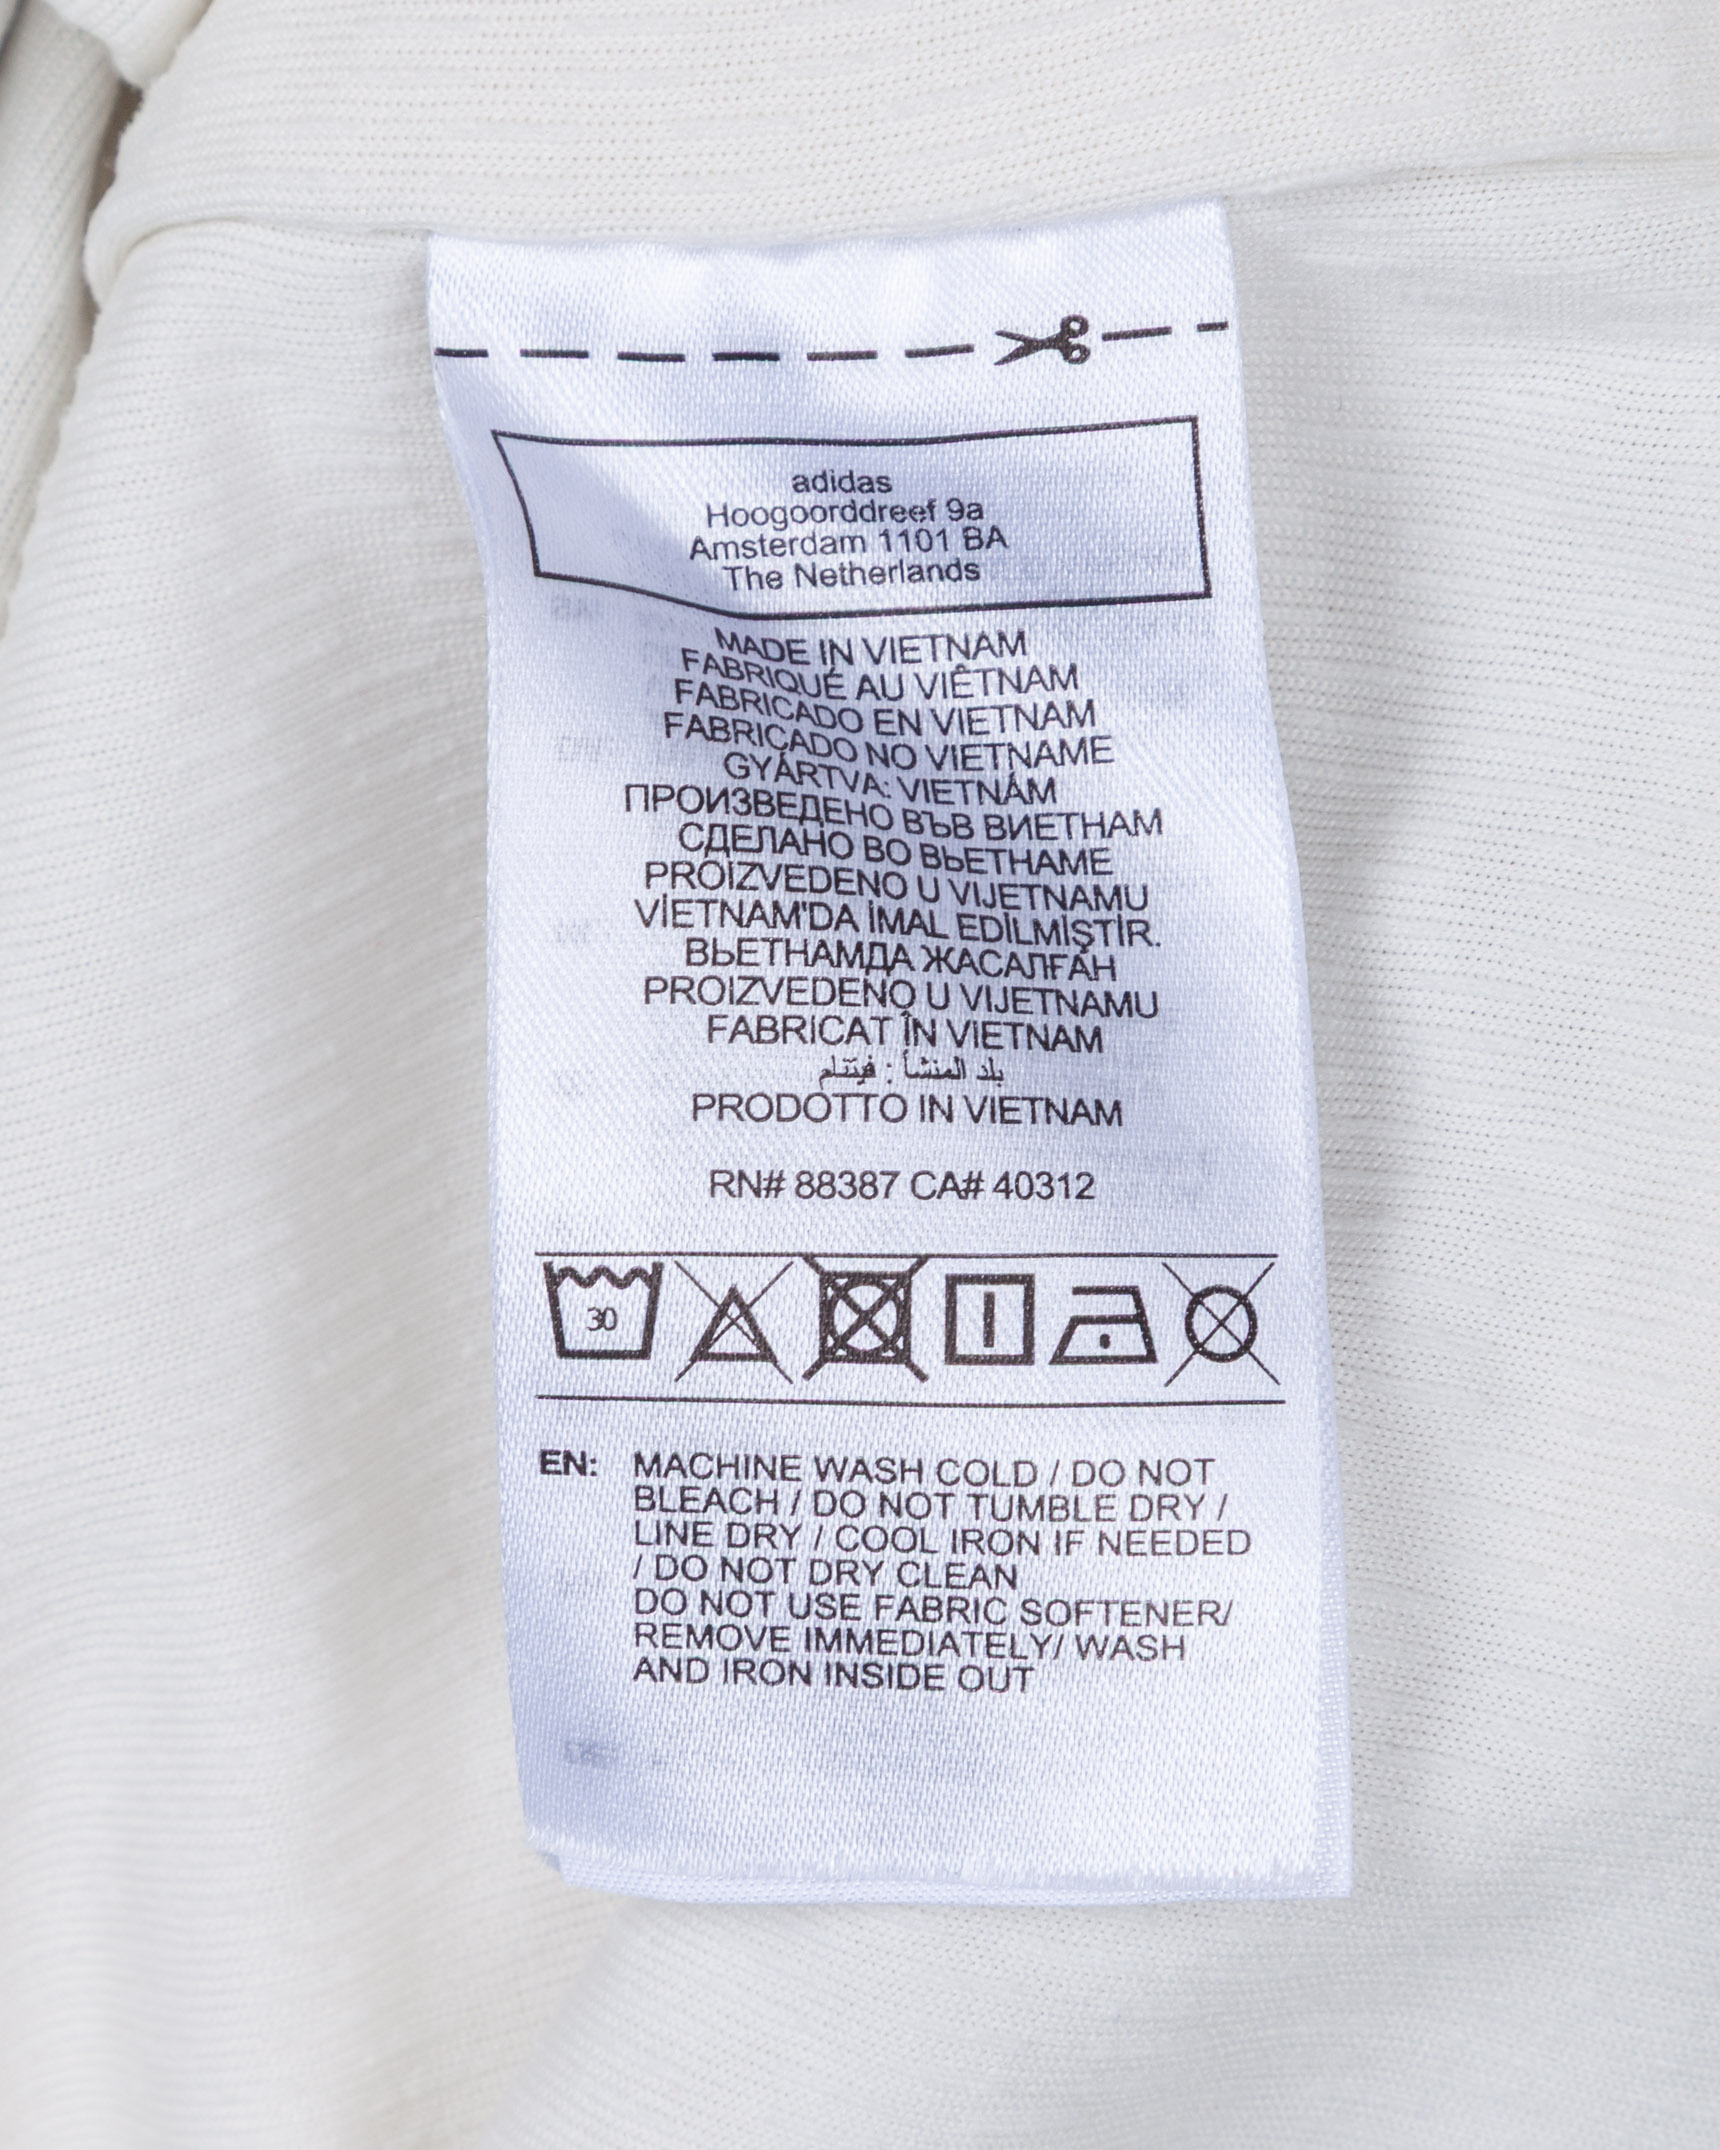 adidas
Hoogoorddreef 9a
Amsterdam 1101 BA
The Netherlands
MADE IN VIETNAM
FABRIQUÉ AU VIÊTNAM
FABRICADO EN VIETNAM
FABRICADO NO VIETNAME
GYÁRTVA: VIETNÁM
ПРОИЗВЕДЕНО ВЪВ ВИЕТНАМ
СДЕЛАНО ВО ВЬЕТНАМЕ
PROIZVEDENO U VIJETNAMU
VİETNAM'DA İMAL EDİLMİŞTİR.
ВЬЕТНАМДА ЖАСАЛҒАН
PROIZVEDENO U VIJETNAMU
FABRICAT ÎN VIETNAM
بلد المنشأ : فيتنام
PRODOTTO IN VIETNAM
RN# 88387 CA# 40312
30
EN: MACHINE WASH COLD / DO NOT
BLEACH / DO NOT TUMBLE DRY /
LINE DRY / COOL IRON IF NEEDED
/ DO NOT DRY CLEAN
DO NOT USE FABRIC SOFTENER/
REMOVE IMMEDIATELY/ WASH
AND IRON INSIDE OUT